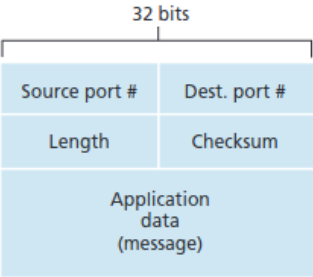 32 bits
Source port #
Dest. port #
Length
Checksum
Application
data
(message)